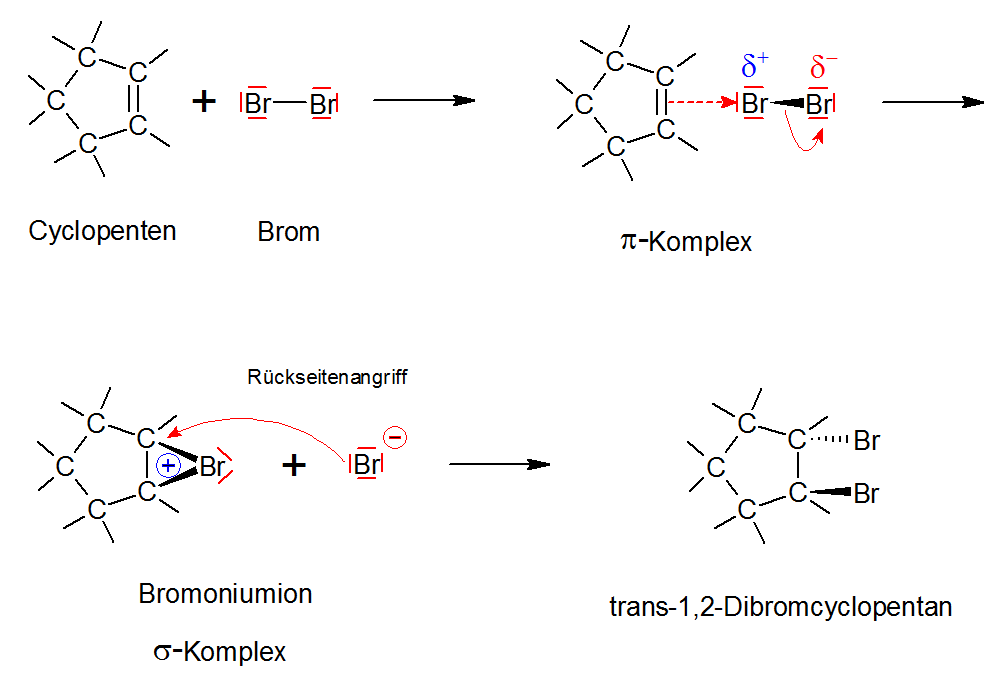 C C C C C + Br Br
C C C C C δ+ δ− Br Br
Cyclopenten Brom
π-Komplex
Rückseitenangriff
C C C C C + Br + Br −
C C C C C Br Br
Bromoniumion
σ-Komplex
trans-1,2-Dibromcyclopentan